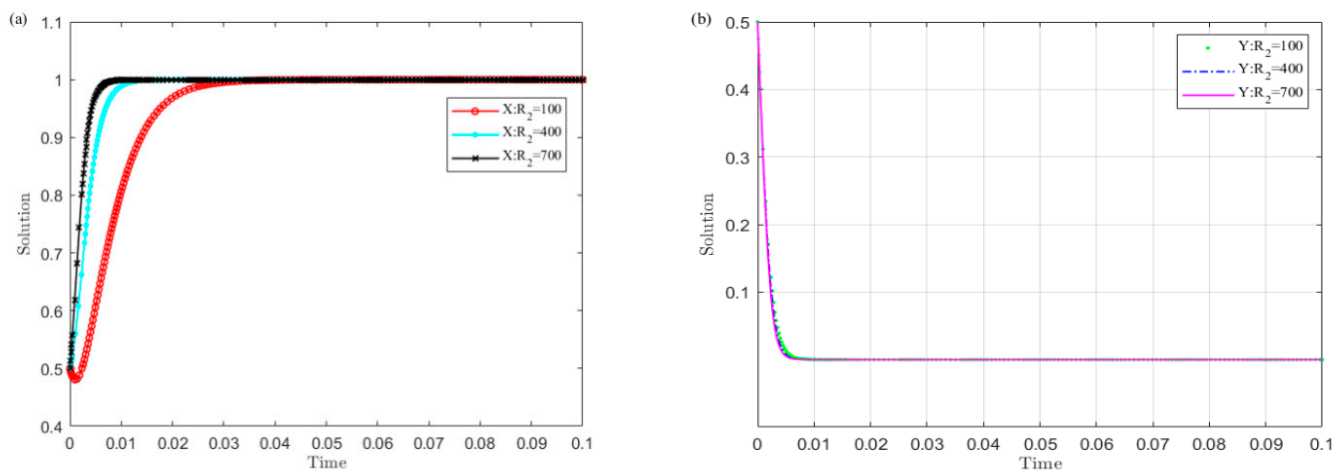 (a)
1.1
1
0.9
0.8
0.7
0.6
0.5
0.4
Solution
X:R₂=100
X:R₂=400
X:R₂=700
0 0.01 0.02 0.03 0.04 0.05 0.06 0.07 0.08 0.09 0.1
Time
(b)
0.5
0.4
0.3
0.2
0.1
Solution
Y:R₂=100
Y:R₂=400
Y:R₂=700
0 0.01 0.02 0.03 0.04 0.05 0.06 0.07 0.08 0.09 0.1
Time